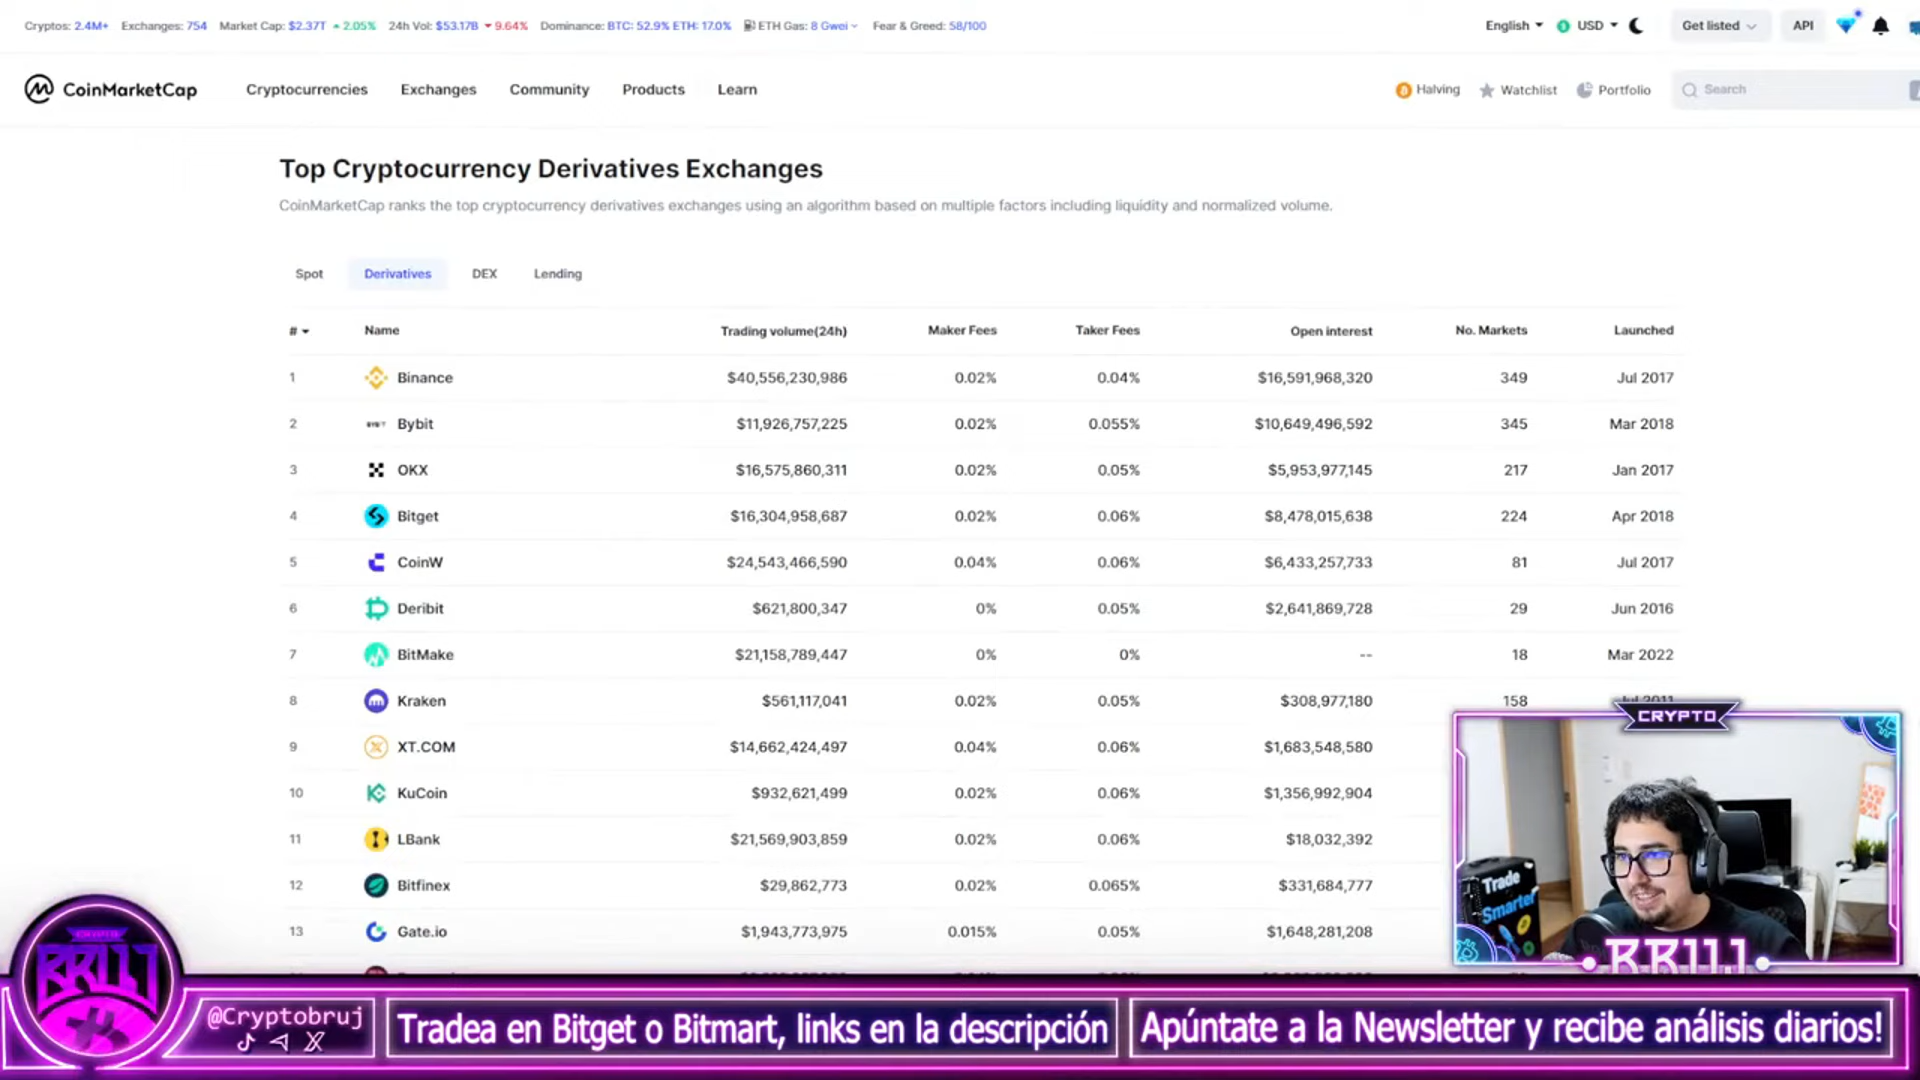 Cryptos: 2.4M+ Exchanges: 754 Market Cap: $2.37T 2.05% 24h Vol: $53.17B 9.64% Dominance: BTC: 52.9% ETH: 17.0% ETH Gas: 8 Gwei Fear & Greed: 58/100 English USD Get listed API
CoinMarketCap Cryptocurrencies Exchanges Community Products Learn Halving Watchlist Portfolio Search
Top Cryptocurrency Derivatives Exchanges
CoinMarketCap ranks the top cryptocurrency derivatives exchanges using an algorithm based on multiple factors including liquidity and normalized volume.
Spot Derivatives DEX Lending
# Name Trading volume(24h) Maker Fees Taker Fees Open interest No. Markets Launched
1 Binance $40,556,230,986 0.02% 0.04% $16,591,968,320 349 Jul 2017
2 Bybit $11,926,757,225 0.02% 0.055% $10,649,496,592 345 Mar 2018
3 OKX $16,575,860,311 0.02% 0.05% $5,953,977,145 217 Jan 2017
4 Bitget $16,304,958,687 0.02% 0.06% $8,478,015,638 224 Apr 2018
5 CoinW $24,543,466,590 0.04% 0.06% $6,433,257,733 81 Jul 2017
6 Deribit $621,800,347 0% 0.05% $2,641,869,728 29 Jun 2016
7 BitMake $21,158,789,447 0% 0% -- 18 Mar 2022
8 Kraken $561,117,041 0.02% 0.05% $308,977,180 158 Jul 2011
9 XT.COM $14,662,424,497 0.04% 0.06% $1,683,548,580
10 KuCoin $932,621,499 0.02% 0.06% $1,356,992,904
11 LBank $21,569,903,859 0.02% 0.06% $18,032,392
12 Bitfinex $29,862,773 0.02% 0.065% $331,684,777
13 Gate.io $1,943,773,975 0.015% 0.05% $1,648,281,208
CRYPTO
Trade
Smarter
BRUJ
CRYPTO
BRUJ
@Cryptobruj
Tradea en Bitget o Bitmart, links en la descripción
Apúntate a la Newsletter y recibe análisis diarios!